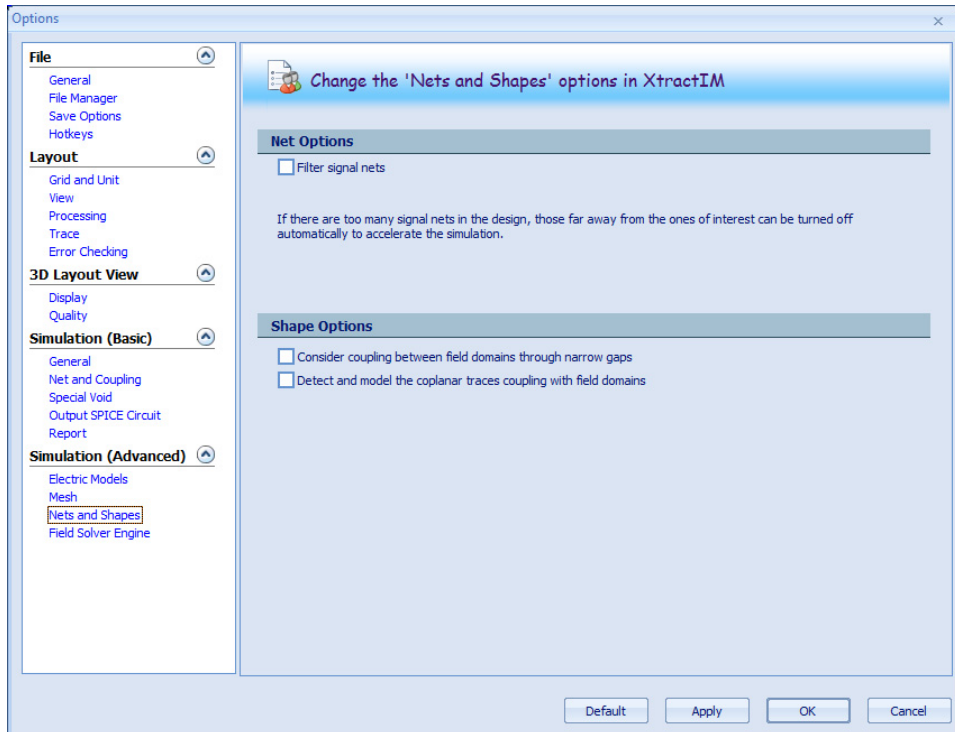 Options
File
General
File Manager
Save Options
Hotkeys
Layout
Grid and Unit
View
Processing
Trace
Error Checking
3D Layout View
Display
Quality
Simulation (Basic)
General
Net and Coupling
Special Void
Output SPICE Circuit
Report
Simulation (Advanced)
Electric Models
Mesh
Nets and Shapes
Field Solver Engine
Change the 'Nets and Shapes' options in XtractIM
Net Options
Filter signal nets
If there are too many signal nets in the design, those far away from the ones of interest can be turned off
automatically to accelerate the simulation.
Shape Options
Consider coupling between field domains through narrow gaps
Detect and model the coplanar traces coupling with field domains
Default
Apply
OK
Cancel